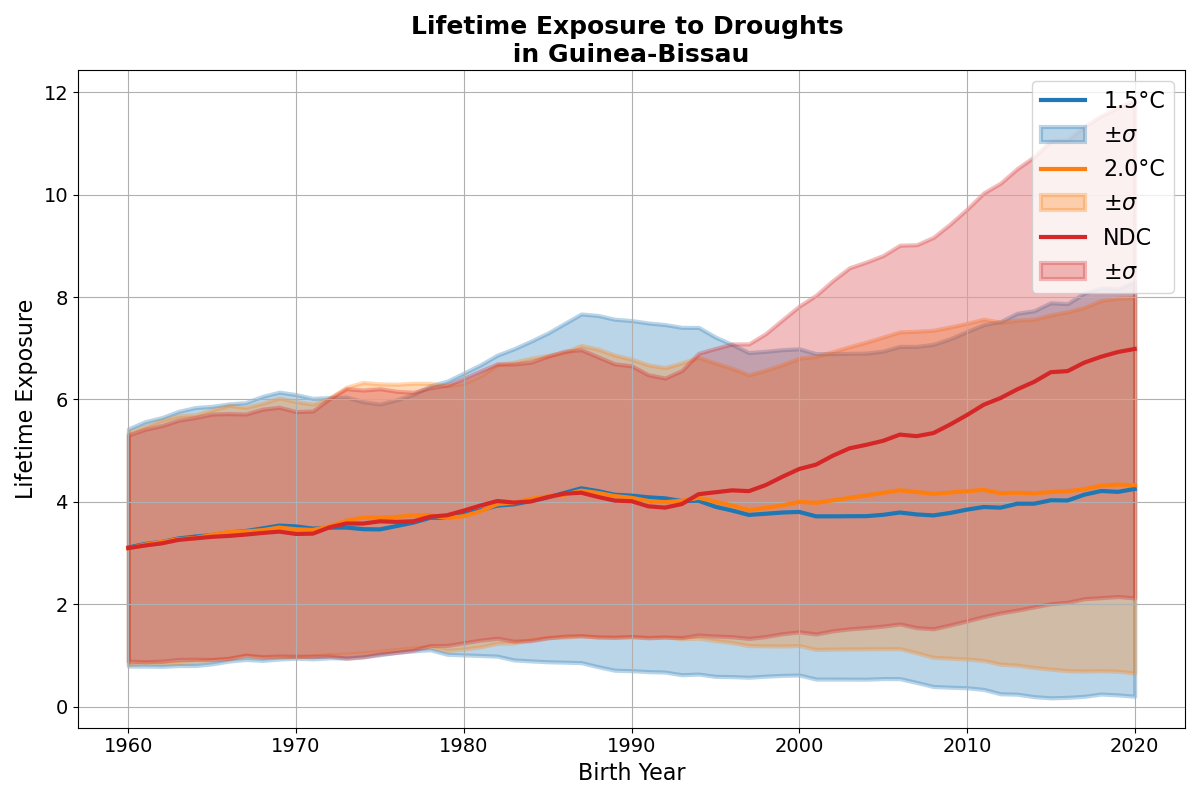 Lifetime Exposure to Droughts
in Guinea-Bissau
12
10
8
6
4
2
0
Lifetime Exposure
1960
1970
1980
1990
2000
2010
2020
Birth Year
1.5°C
±σ
2.0°C
±σ
NDC
±σ